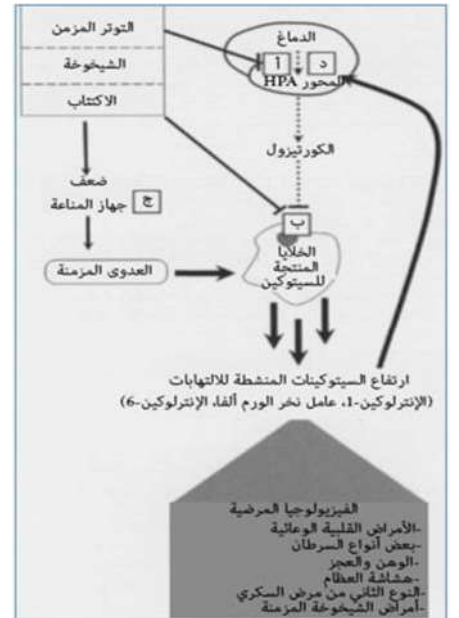 التوتر المزمن
الشيخوخة
الاكتئاب
الدماغ
أ
د
المحور HPA
الكورتيزول
ضعف
جهاز المناعة
ج
العدوى المزمنة
ب
الخلايا
المنتجة
للسيتوكين
ارتفاع السيتوكينات المنشطة للالتهابات
(الإنترلوكين-1، عامل نخر الورم ألفا، الإنترلوكين-6)
الفيزيولوجيا المرضية
-الأمراض القلبية الوعائية
-بعض أنواع السرطان
-الوهن والعجز
-هشاشة العظام
-النوع الثاني من مرض السكري
-أمراض الشيخوخة المزمنة